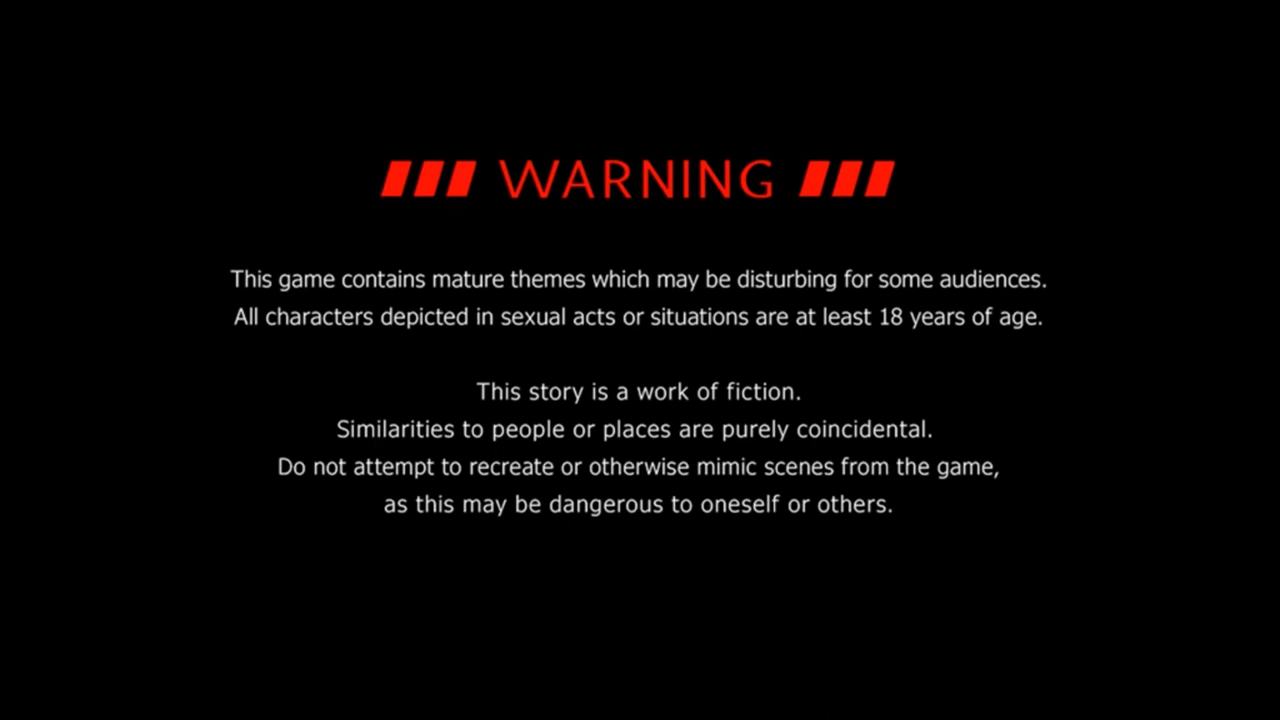 WARNING
This game contains mature themes which may be disturbing for some audiences.
All characters depicted in sexual acts or situations are at least 18 years of age.
This story is a work of fiction.
Similarities to people or places are purely coincidental.
Do not attempt to recreate or otherwise mimic scenes from the game,
as this may be dangerous to oneself or others.